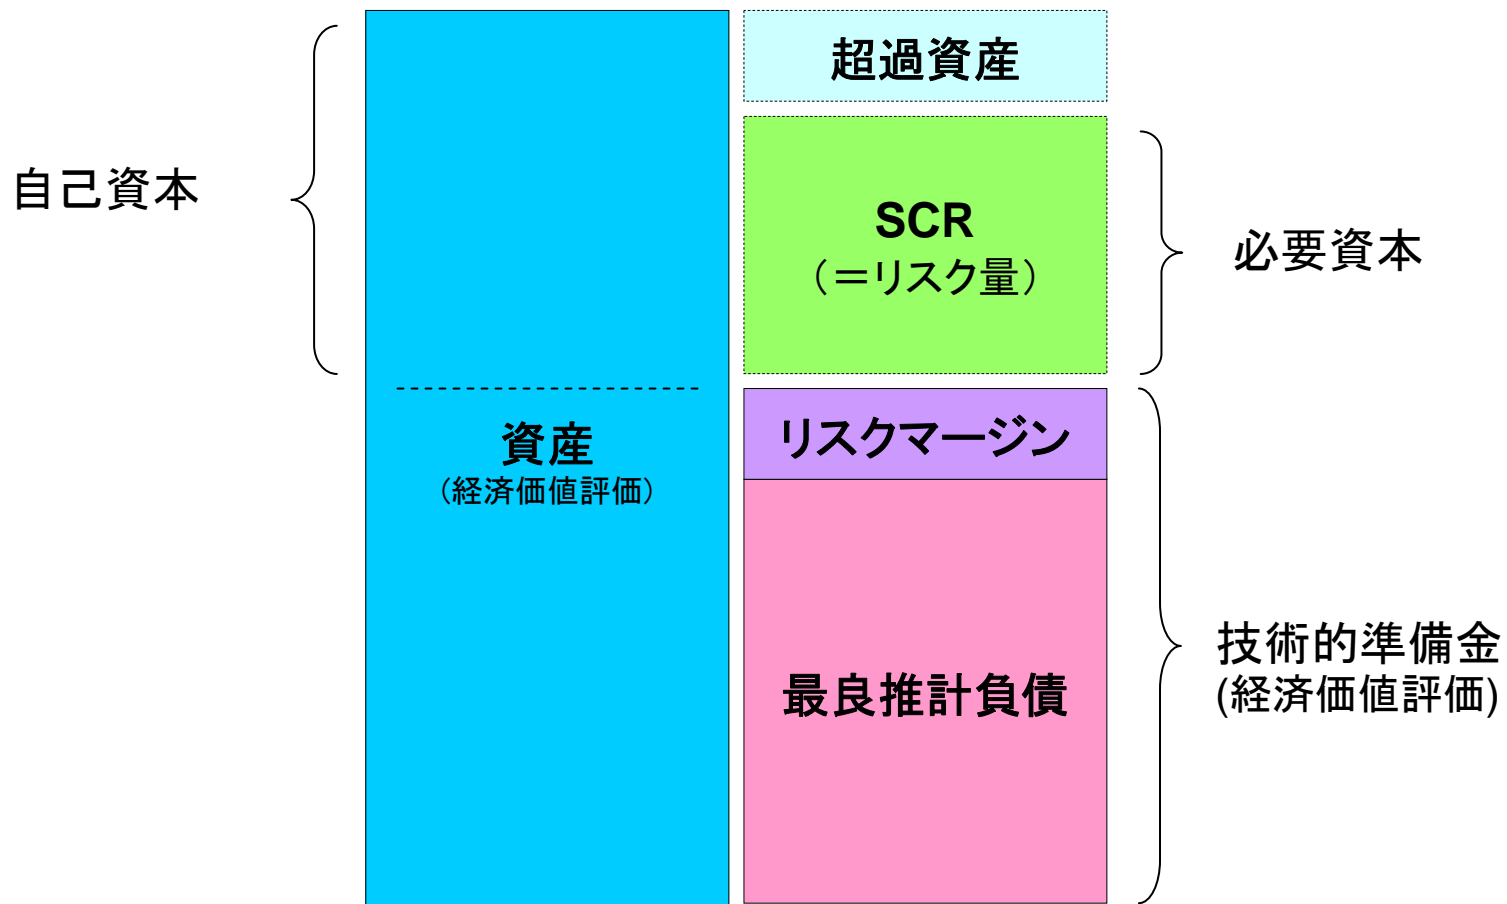 超過資産
自己資本
SCR
（＝リスク量）
必要資本
リスクマージン
資産
（経済価値評価）
最良推計負債
技術的準備金
(経済価値評価)